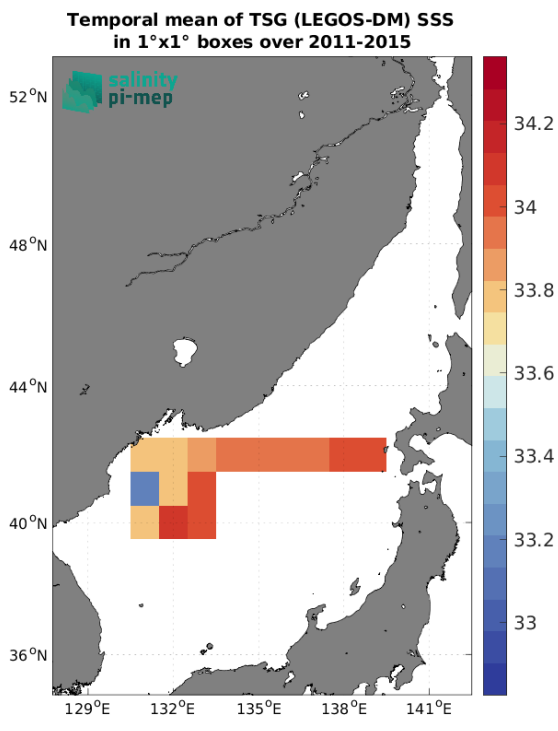 Temporal mean of TSG (LEGOS-DM) SSS
in 1°x1° boxes over 2011-2015
salinity
pi-mep
52°N
48°N
44°N
40°N
36°N
129°E 132°E 135°E 138°E 141°E
34.2
34
33.8
33.6
33.4
33.2
33